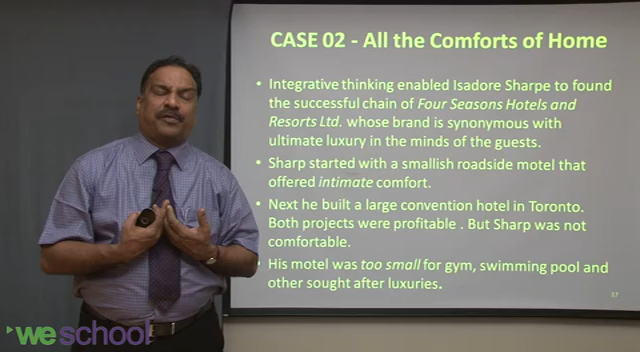 CASE 02 - All the Comforts of Home
• Integrative thinking enabled Isadore Sharpe to found
the successful chain of Four Seasons Hotels and
Resorts Ltd. whose brand is synonymous with
ultimate luxury in the minds of the guests.
• Sharp started with a smallish roadside motel that
offered intimate comfort.
• Next he built a large convention hotel in Toronto.
Both projects were profitable . But Sharp was not
comfortable.
• His motel was too small for gym, swimming pool and
other sought after luxuries.
37
we school